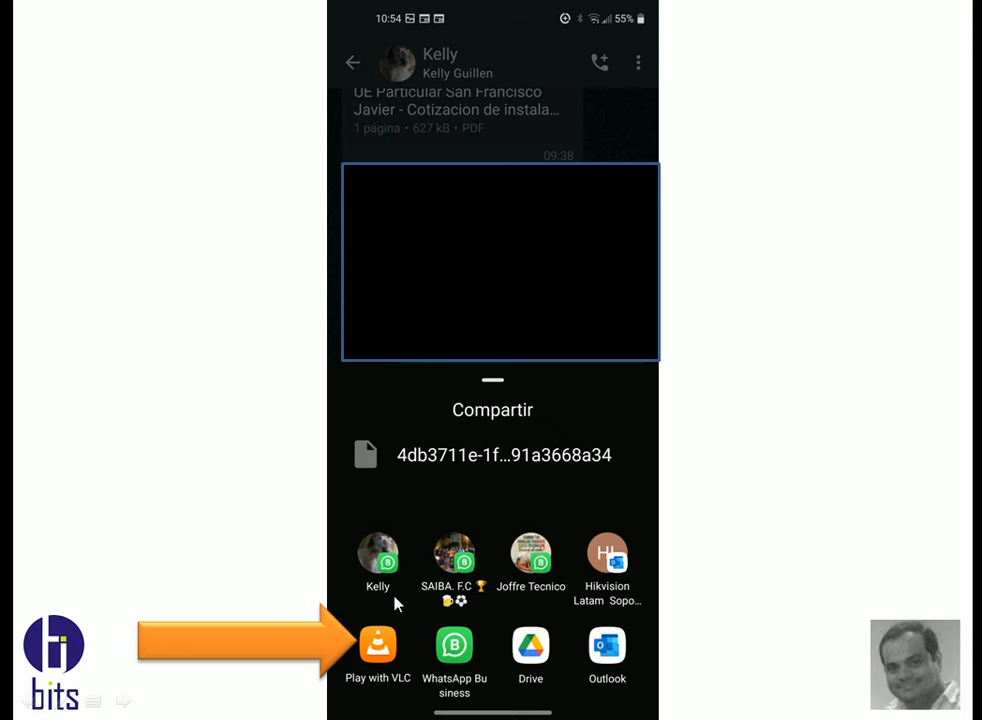 10:54
55%
Kelly
Kelly Guillen
UE Particular San Francisco
Javier - Cotizacion de instala...
1 página • 627 kB • PDF
09:38
Compartir
4db3711e-1f...91a3668a34
HL
Kelly
SAIBA. F.C 🏆
🍺⚽
Joffre Tecnico
Hikvision
Latam Sopo...
Play with VLC
WhatsApp Bu
siness
Drive
Outlook
bits